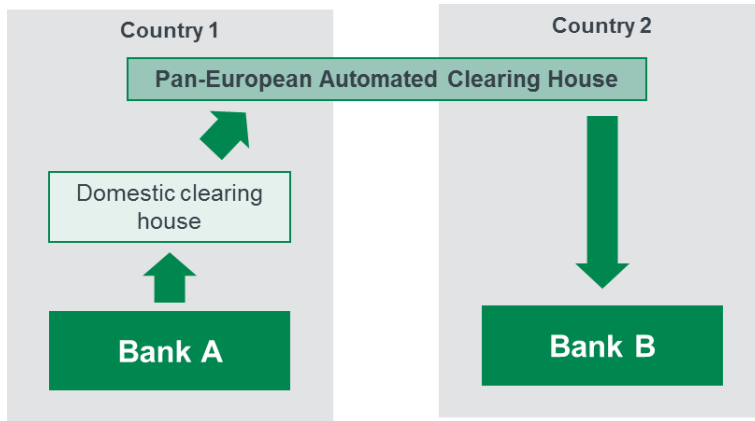 Country 1
Country 2
Pan-European Automated Clearing House
Domestic clearing
house
Bank A
Bank B